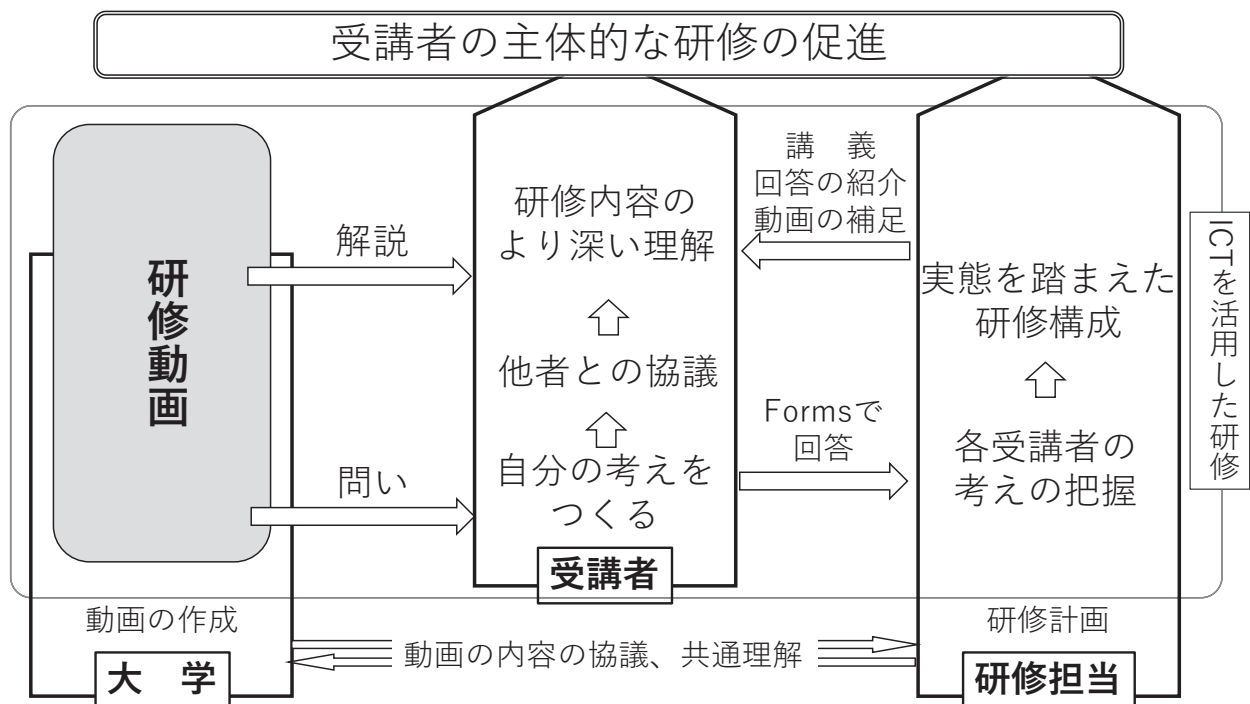 受講者の主体的な研修の促進
研修動画
解説
問い
動画の作成
大　学
研修内容の
より深い理解
他者との協議
自分の考えを
つくる
受講者
講　義
回答の紹介
動画の補足
Formsで
回答
実態を踏まえた
研修構成
各受講者の
考えの把握
研修計画
研修担当
動画の内容の協議、共通理解
ICTを活用した研修